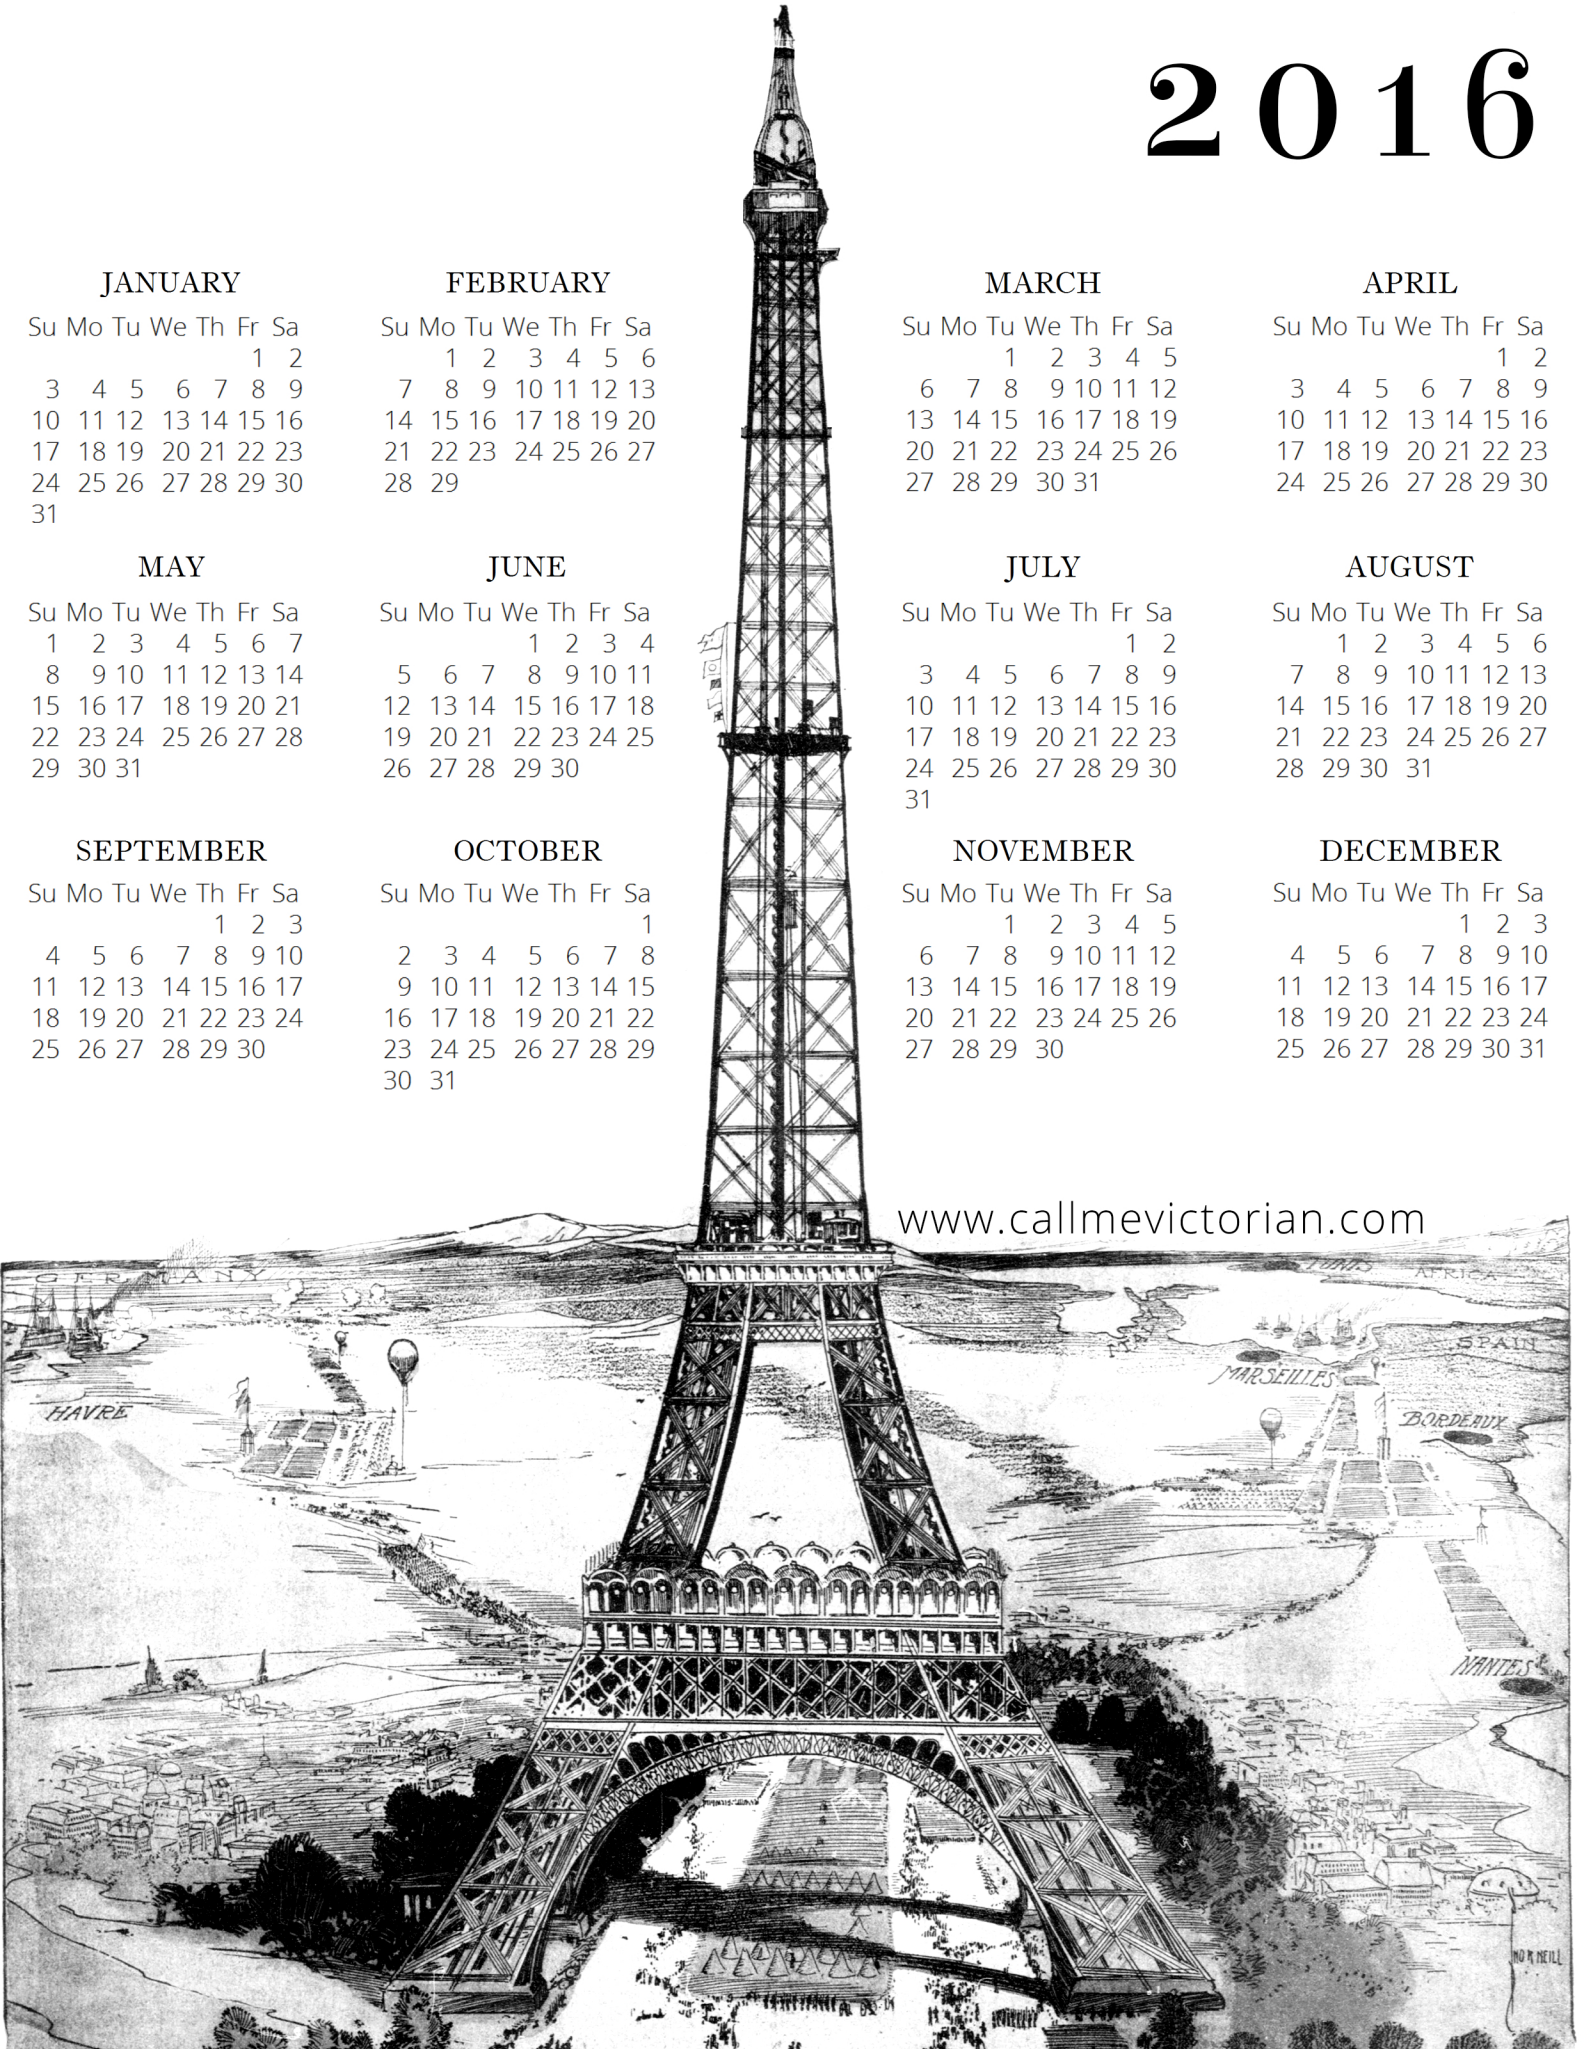 2016
JANUARY
Su Mo Tu We Th Fr Sa
1 2
3 4 5 6 7 8 9
10 11 12 13 14 15 16
17 18 19 20 21 22 23
24 25 26 27 28 29 30
31
FEBRUARY
Su Mo Tu We Th Fr Sa
1 2 3 4 5 6
7 8 9 10 11 12 13
14 15 16 17 18 19 20
21 22 23 24 25 26 27
28 29
MARCH
Su Mo Tu We Th Fr Sa
1 2 3 4 5
6 7 8 9 10 11 12
13 14 15 16 17 18 19
20 21 22 23 24 25 26
27 28 29 30 31
APRIL
Su Mo Tu We Th Fr Sa
1 2
3 4 5 6 7 8 9
10 11 12 13 14 15 16
17 18 19 20 21 22 23
24 25 26 27 28 29 30
MAY
Su Mo Tu We Th Fr Sa
1 2 3 4 5 6 7
8 9 10 11 12 13 14
15 16 17 18 19 20 21
22 23 24 25 26 27 28
29 30 31
JUNE
Su Mo Tu We Th Fr Sa
1 2 3 4
5 6 7 8 9 10 11
12 13 14 15 16 17 18
19 20 21 22 23 24 25
26 27 28 29 30
JULY
Su Mo Tu We Th Fr Sa
1 2
3 4 5 6 7 8 9
10 11 12 13 14 15 16
17 18 19 20 21 22 23
24 25 26 27 28 29 30
31
AUGUST
Su Mo Tu We Th Fr Sa
1 2 3 4 5 6
7 8 9 10 11 12 13
14 15 16 17 18 19 20
21 22 23 24 25 26 27
28 29 30 31
SEPTEMBER
Su Mo Tu We Th Fr Sa
1 2 3
4 5 6 7 8 9 10
11 12 13 14 15 16 17
18 19 20 21 22 23 24
25 26 27 28 29 30
OCTOBER
Su Mo Tu We Th Fr Sa
1
2 3 4 5 6 7 8
9 10 11 12 13 14 15
16 17 18 19 20 21 22
23 24 25 26 27 28 29
30 31
NOVEMBER
Su Mo Tu We Th Fr Sa
1 2 3 4 5
6 7 8 9 10 11 12
13 14 15 16 17 18 19
20 21 22 23 24 25 26
27 28 29 30
DECEMBER
Su Mo Tu We Th Fr Sa
1 2 3
4 5 6 7 8 9 10
11 12 13 14 15 16 17
18 19 20 21 22 23 24
25 26 27 28 29 30 31
www.callmevictorian.com
GERMANY
TUNIS
AFRICA
SPAIN
MARSEILLES
HAVRE
BORDEAUX
NANTES